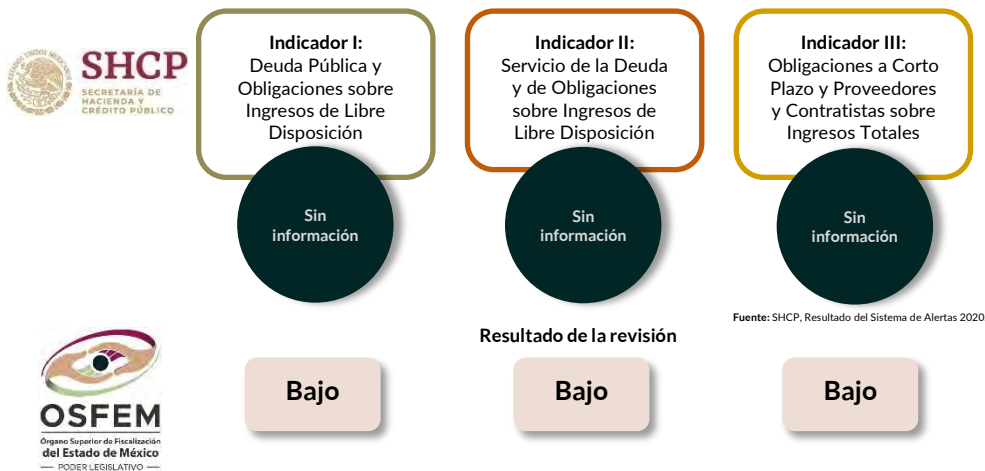 SHCP
SECRETARÍA DE
HACIENDA Y
CRÉDITO PÚBLICO
ESTADOS UNIDOS MEXICANOS
Indicador I:
Deuda Pública y
Obligaciones sobre
Ingresos de Libre
Disposición
Sin
información
Indicador II:
Servicio de la Deuda
y de Obligaciones
sobre Ingresos de
Libre Disposición
Sin
información
Indicador III:
Obligaciones a Corto
Plazo y Proveedores
y Contratistas sobre
Ingresos Totales
Sin
información
Fuente: SHCP, Resultado del Sistema de Alertas 2020
Resultado de la revisión
OSFEM
Órgano Superior de Fiscalización
del Estado de México
PODER LEGISLATIVO
Bajo
Bajo
Bajo